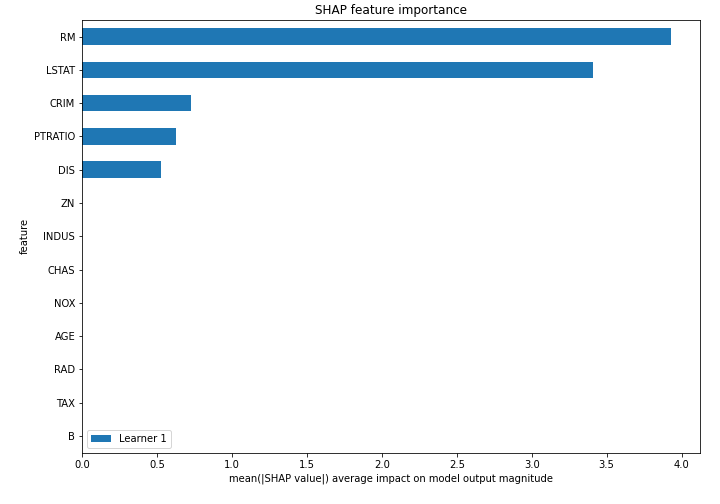 SHAP feature importance
RM
LSTAT
CRIM
PTRATIO
DIS
ZN
INDUS
CHAS
NOX
AGE
RAD
TAX
B
feature
Learner 1
0.0 0.5 1.0 1.5 2.0 2.5 3.0 3.5 4.0
mean(|SHAP value|) average impact on model output magnitude